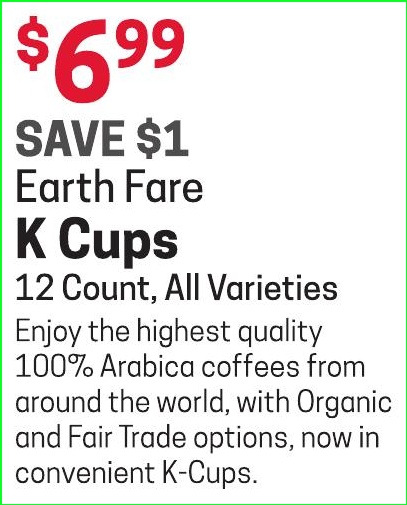 $6.99
SAVE $1
Earth Fare
K Cups
12 Count, All Varieties
Enjoy the highest quality
100% Arabica coffees from
around the world, with Organic
and Fair Trade options, now in
convenient K-Cups.